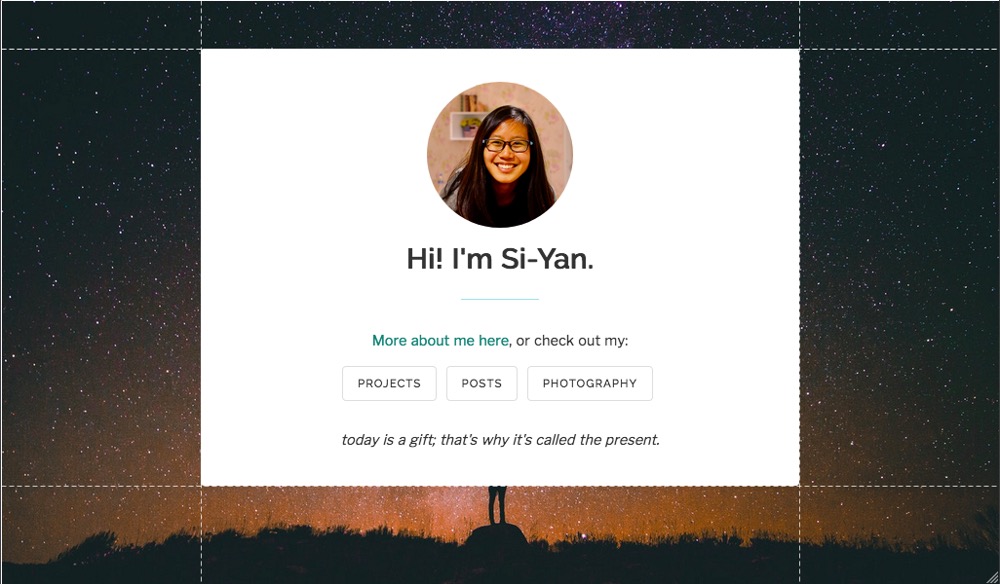 Hi! I'm Si-Yan.
More about me here, or check out my:
PROJECTS POSTS PHOTOGRAPHY
today is a gift; that's why it's called the present.